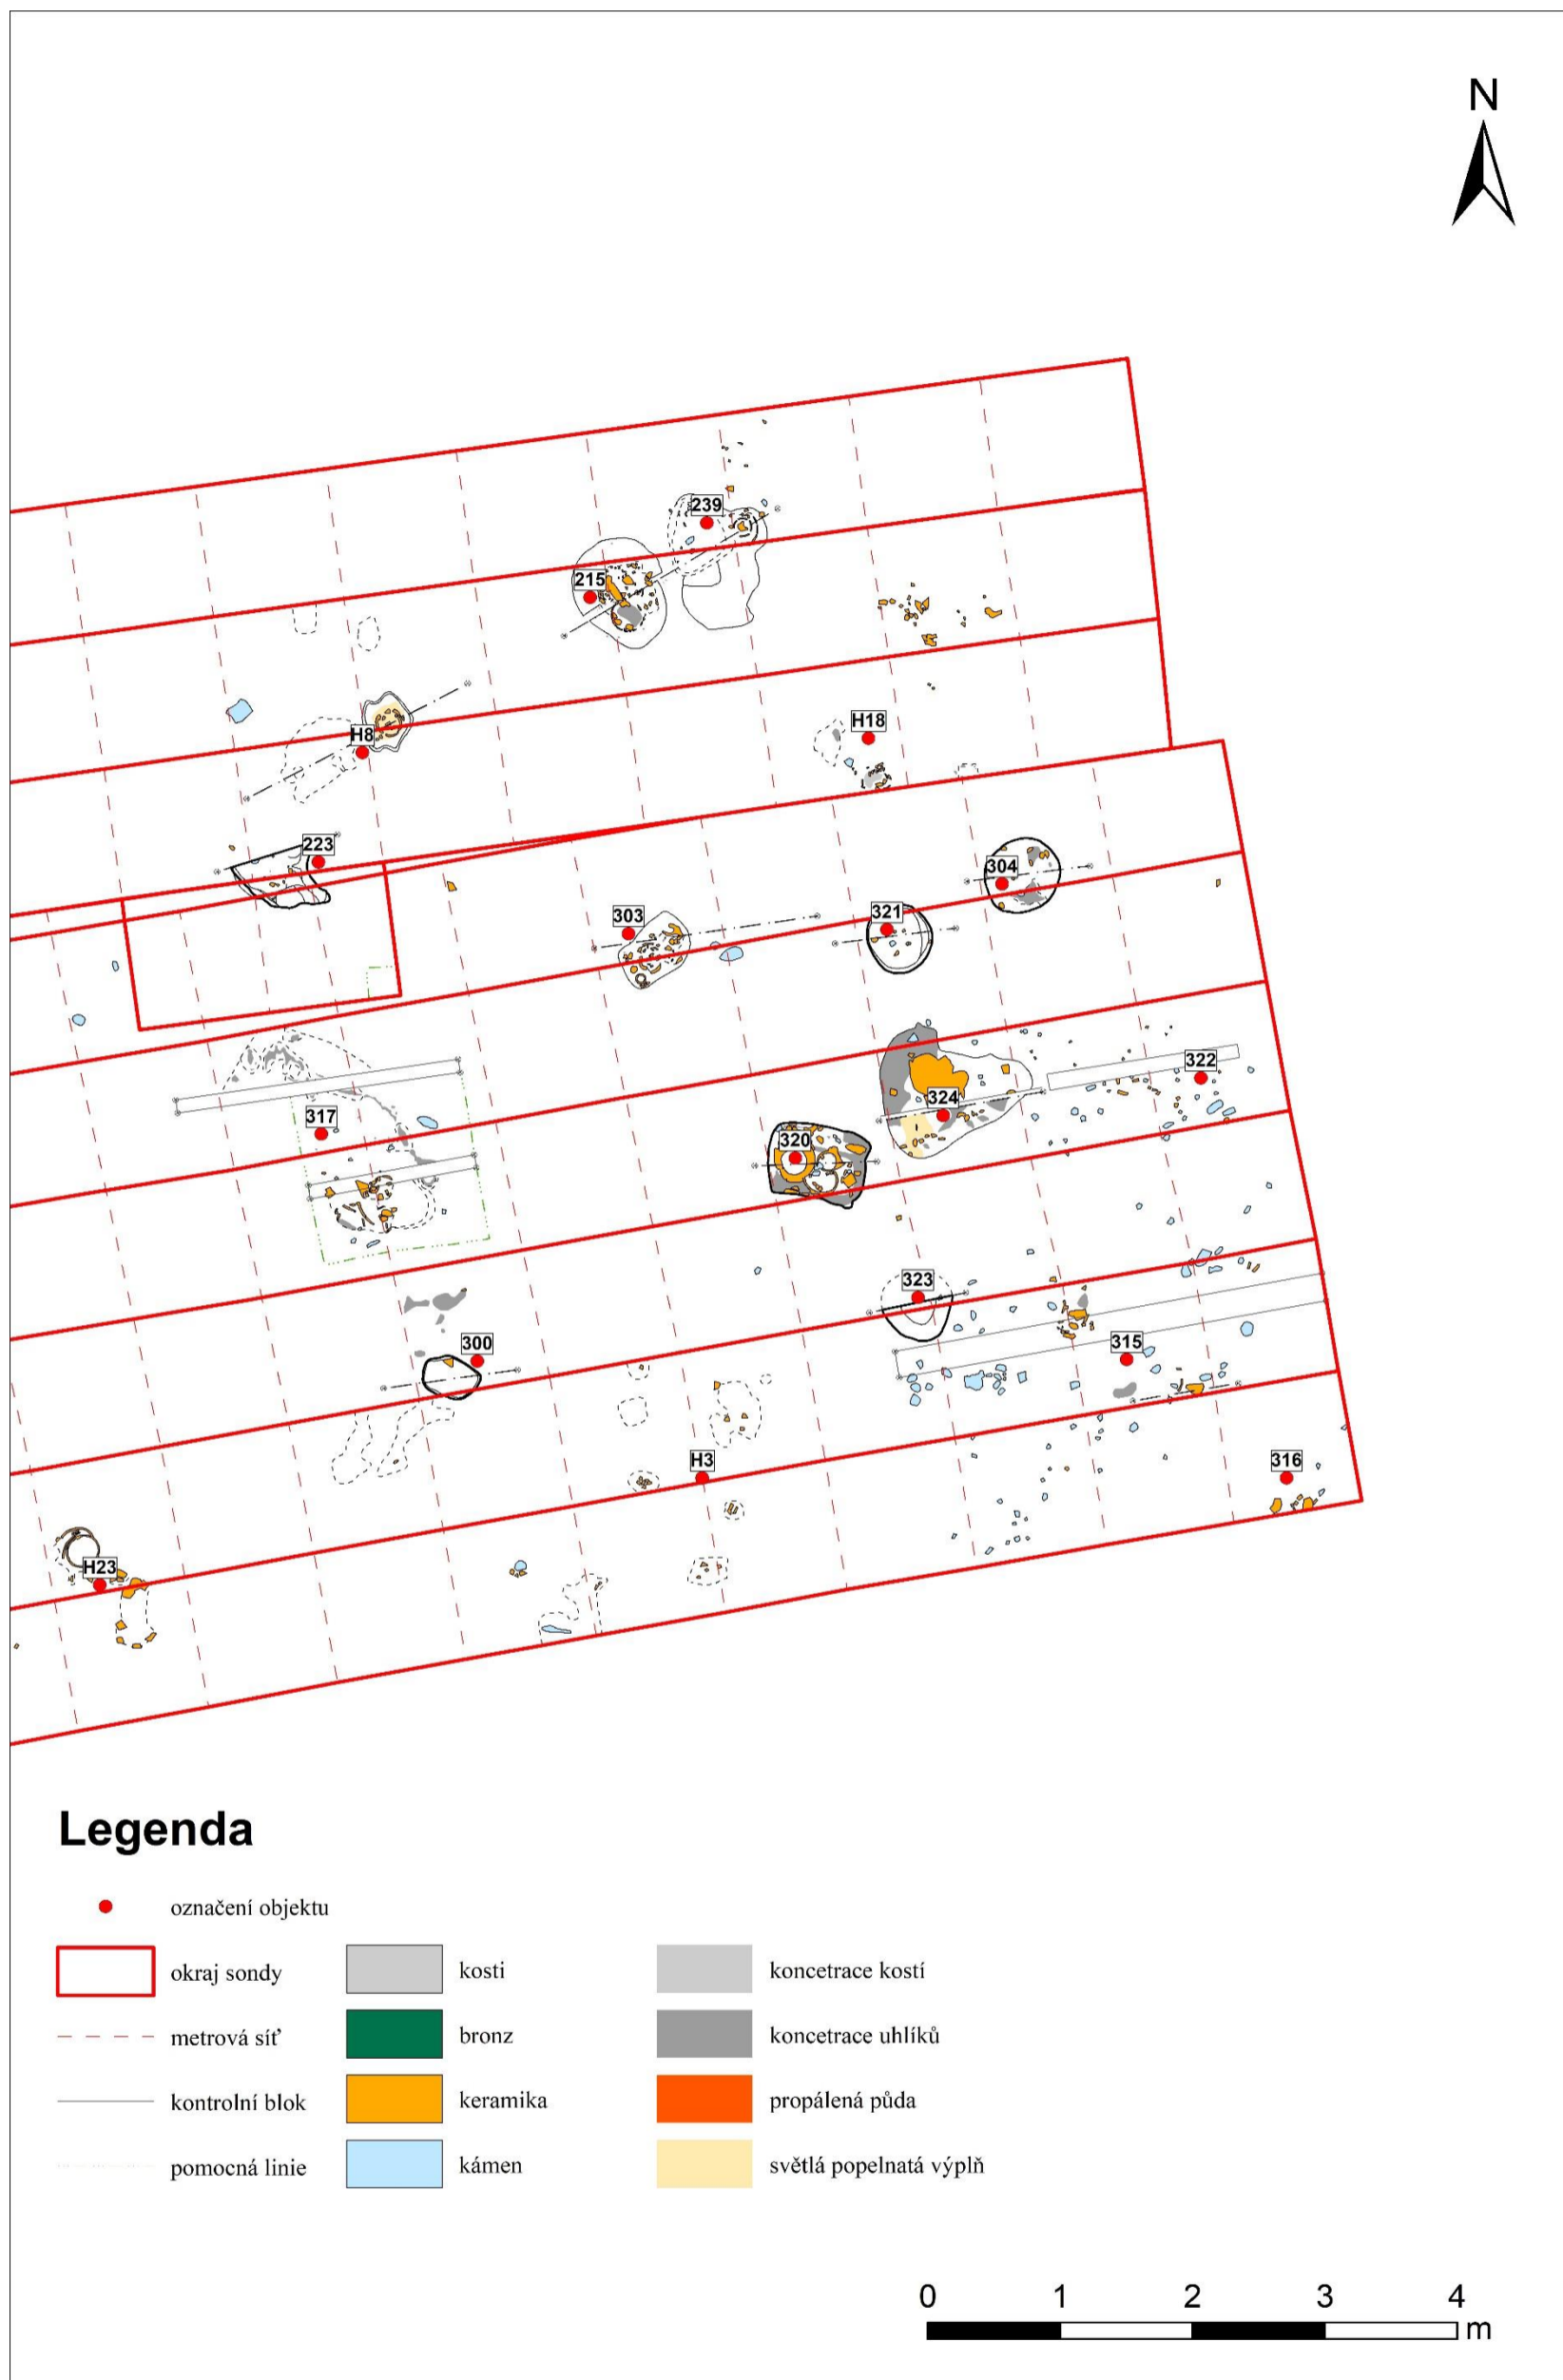 N
239
215
H8
H18
223
304
303
321
322
317
324
320
323
315
300
H3
316
H23
Legenda
označení objektu
okraj sondy
kosti
koncetrace kostí
metrová síť
bronz
koncetrace uhlíků
kontrolní blok
keramika
propálená půda
pomocná linie
kámen
světlá popelnatá výplň
0 1 2 3 4
m